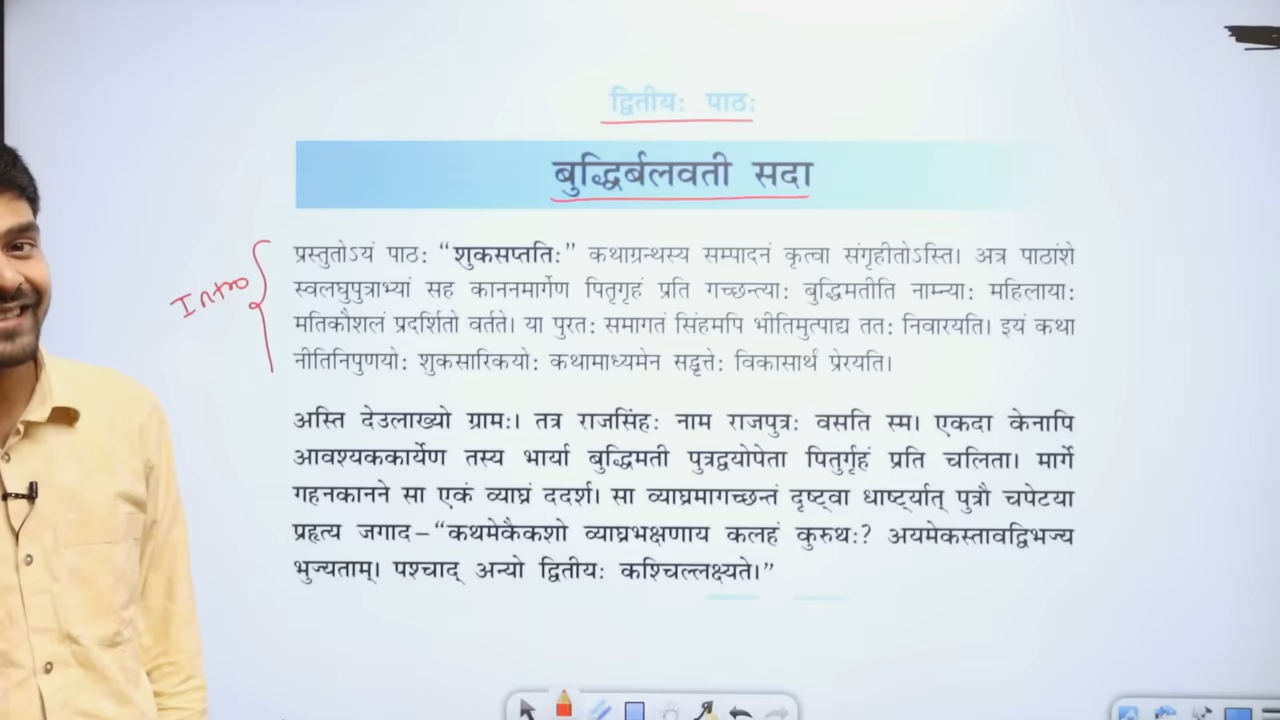 द्वितीयः पाठः
बुद्धिर्बलवती सदा
Intro
प्रस्तुतोऽयं पाठः “शुकसप्ततिः” कथाग्रन्थस्य सम्पादनं कृत्वा संगृहीतोऽस्ति। अत्र पाठांशे
स्वलघुपुत्राभ्यां सह काननमार्गेण पितृगृहं प्रति गच्छन्त्याः बुद्धिमतीति नाम्न्याः महिलायाः
मतिकौशलं प्रदर्शितो वर्तते। या पुरतः समागतं सिंहमपि भीतिमुत्पाद्य ततः निवारयति। इयं कथा
नीतिनिपुणयोः शुकसारिकयोः कथामाध्यमेन सद्वृत्तेः विकासार्थं प्रेरयति।
अस्ति देउलाख्यो ग्रामः। तत्र राजसिंहः नाम राजपुत्रः वसति स्म। एकदा केनापि
आवश्यककार्येण तस्य भार्या बुद्धिमती पुत्रद्वयोपेता पितुर्गृहं प्रति चलिता। मार्गे
गहनकानने सा एकं व्याघ्रं ददर्श। सा व्याघ्रमागच्छन्तं दृष्ट्वा धाष्ट्र्यात् पुत्रौ चपेटया
प्रहृत्य जगाद–“कथमेकैकशो व्याघ्रभक्षणाय कलहं कुरुथः? अयमेकस्तावद्विभज्य
भुज्यताम्। पश्चाद् अन्यो द्वितीयः कश्चिल्लक्ष्यते।”